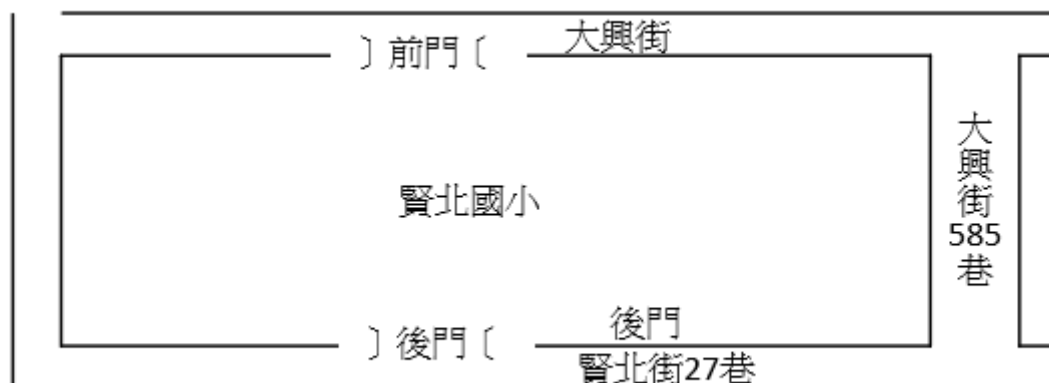 〕前門〔
大興街
大興街585巷
賢北國小
〕後門〔
後門
賢北街27巷